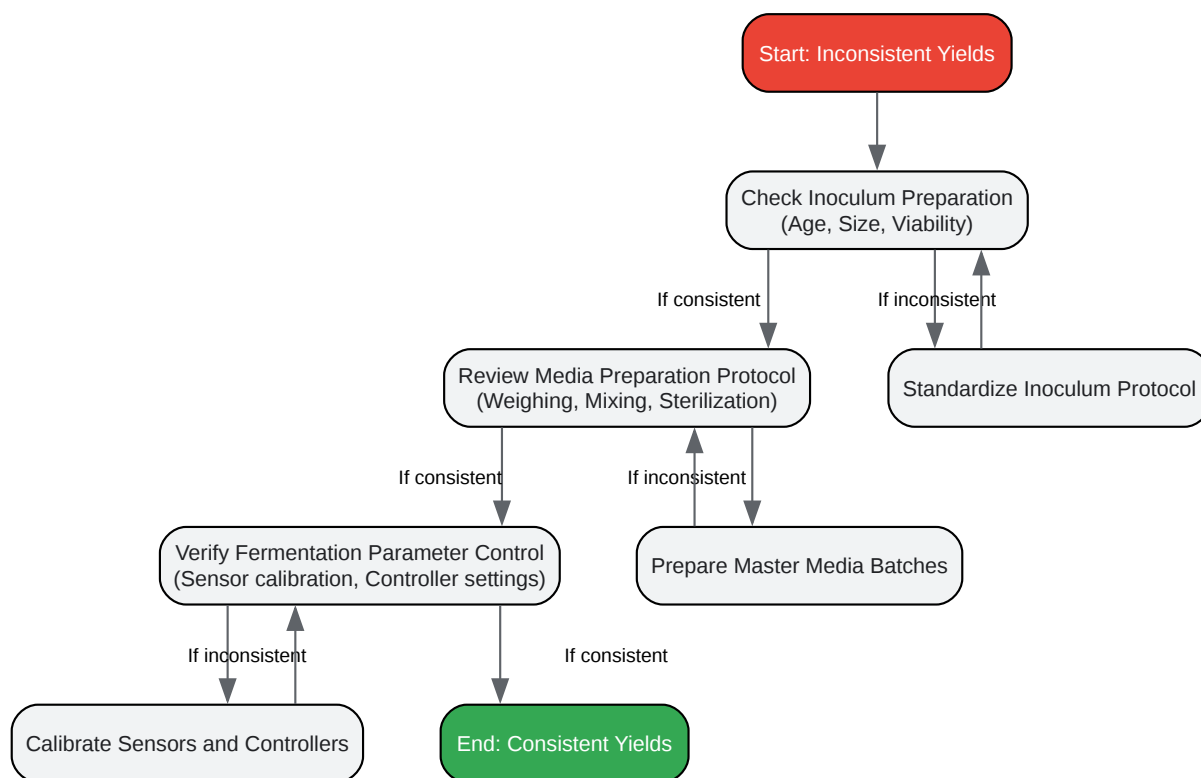 Start: Inconsistent Yields
Check Inoculum Preparation
(Age, Size, Viability)
If consistent
If inconsistent
Review Media Preparation Protocol
(Weighing, Mixing, Sterilization)
Standardize Inoculum Protocol
If consistent
If inconsistent
Verify Fermentation Parameter Control
(Sensor calibration, Controller settings)
Prepare Master Media Batches
If inconsistent
If consistent
Calibrate Sensors and Controllers
End: Consistent Yields